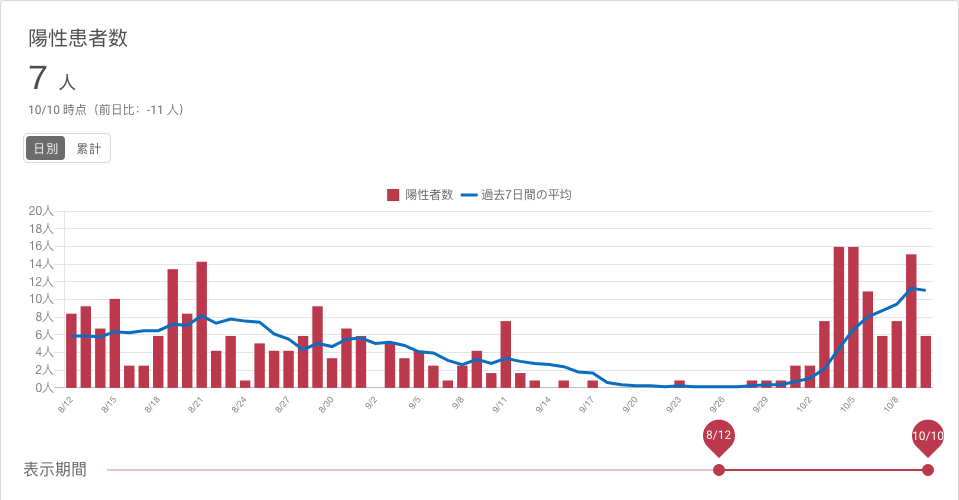 陽性患者数
7 人
10/10 時点（前日比：-11 人）
日別 累計
陽性者数 過去7日間の平均
20人
18人
16人
14人
12人
10人
8人
6人
4人
2人
0人
8/12 8/15 8/18 8/21 8/24 8/27 8/30 9/2 9/5 9/8 9/11 9/14 9/17 9/20 9/23 9/26 9/29 10/2 10/5 10/8
8/12 10/10
表示期間